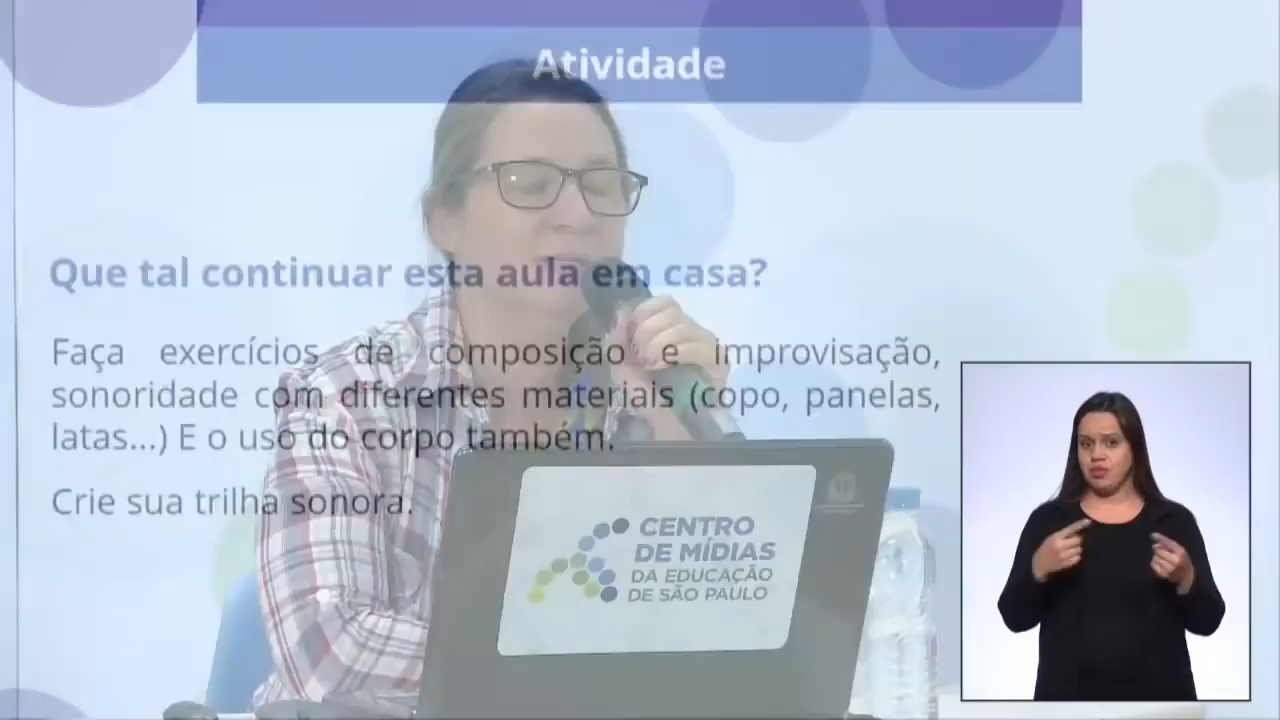 Atividade
Que tal continuar esta aula em casa?
Faça exercícios de composição e improvisação,
sonoridade com diferentes materiais (copo, panelas,
latas...) E o uso do corpo também.
Crie sua trilha sonora.
CENTRO
DE MÍDIAS
DA EDUCAÇÃO
DE SÃO PAULO